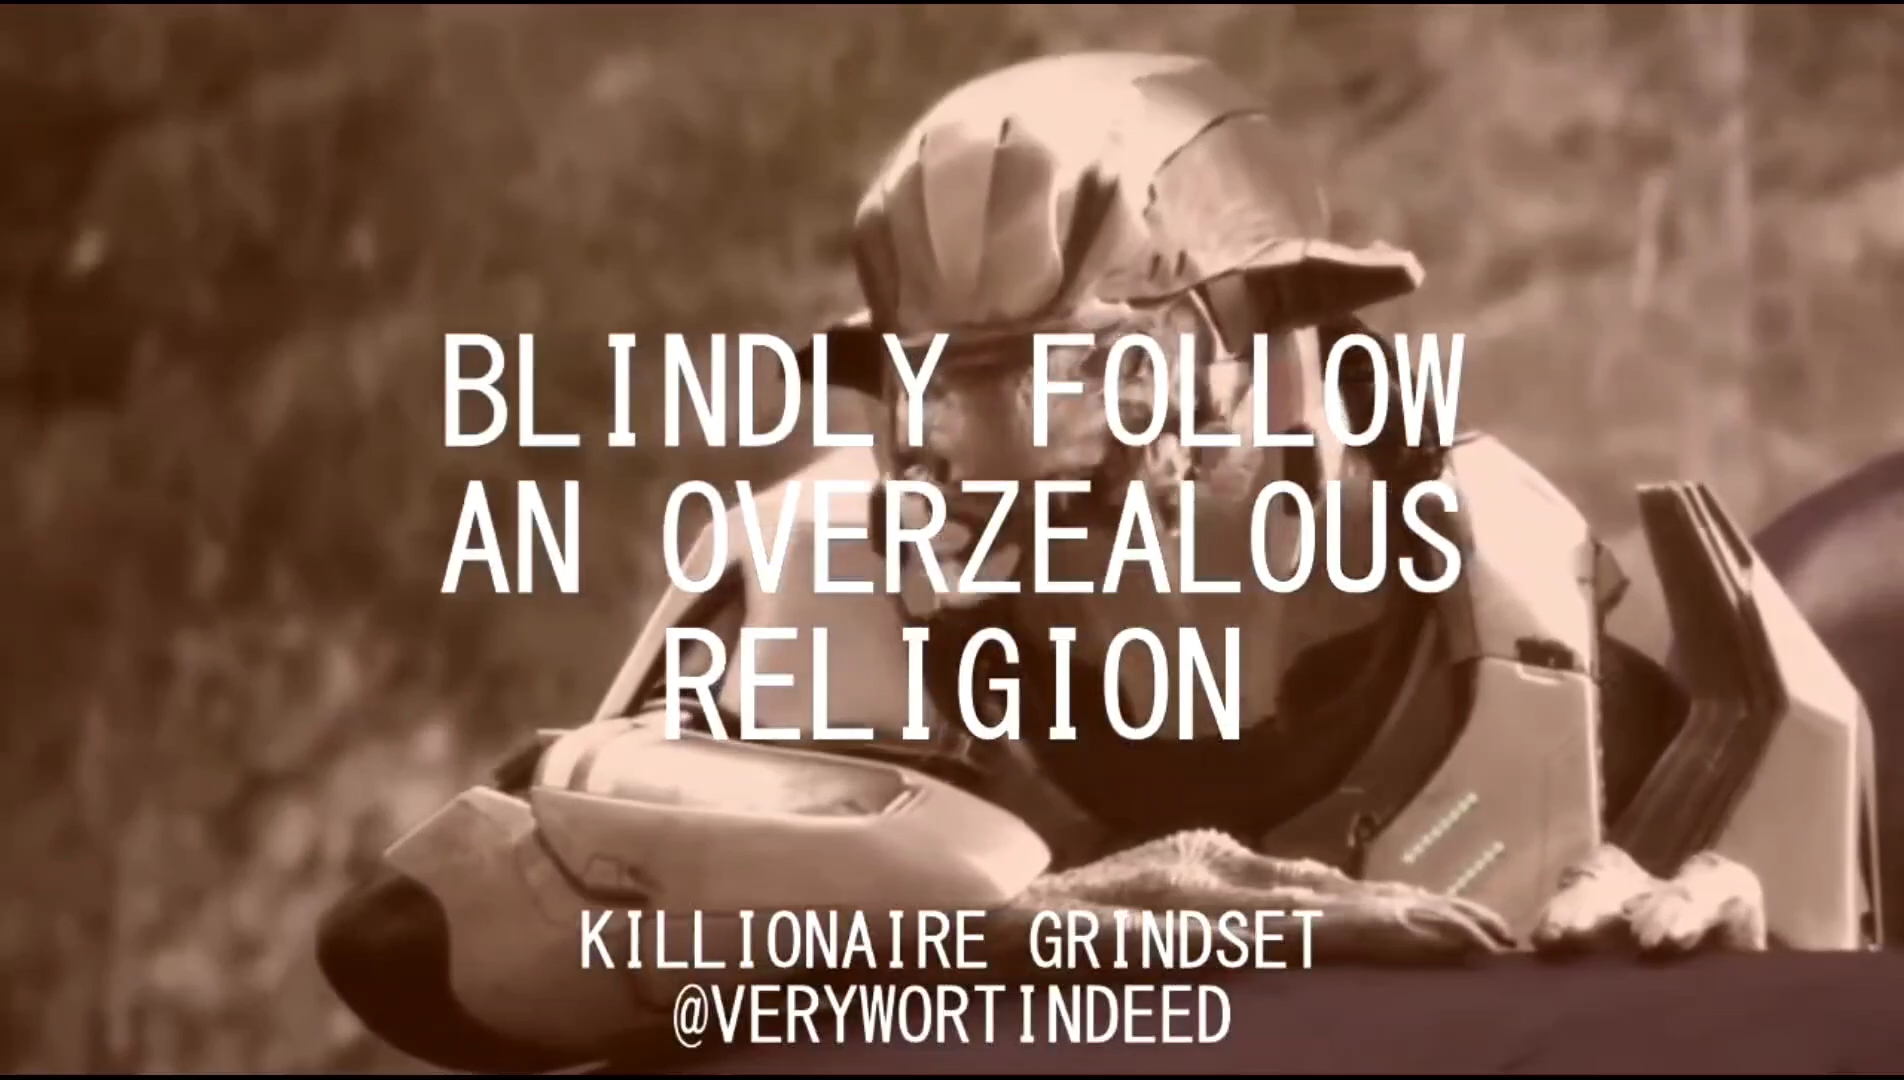 BLINDLY FOLLOW
AN OVERZEALOUS
RELIGION
KILLIONAIRE GRINDSET
@VERYWORTINDEED